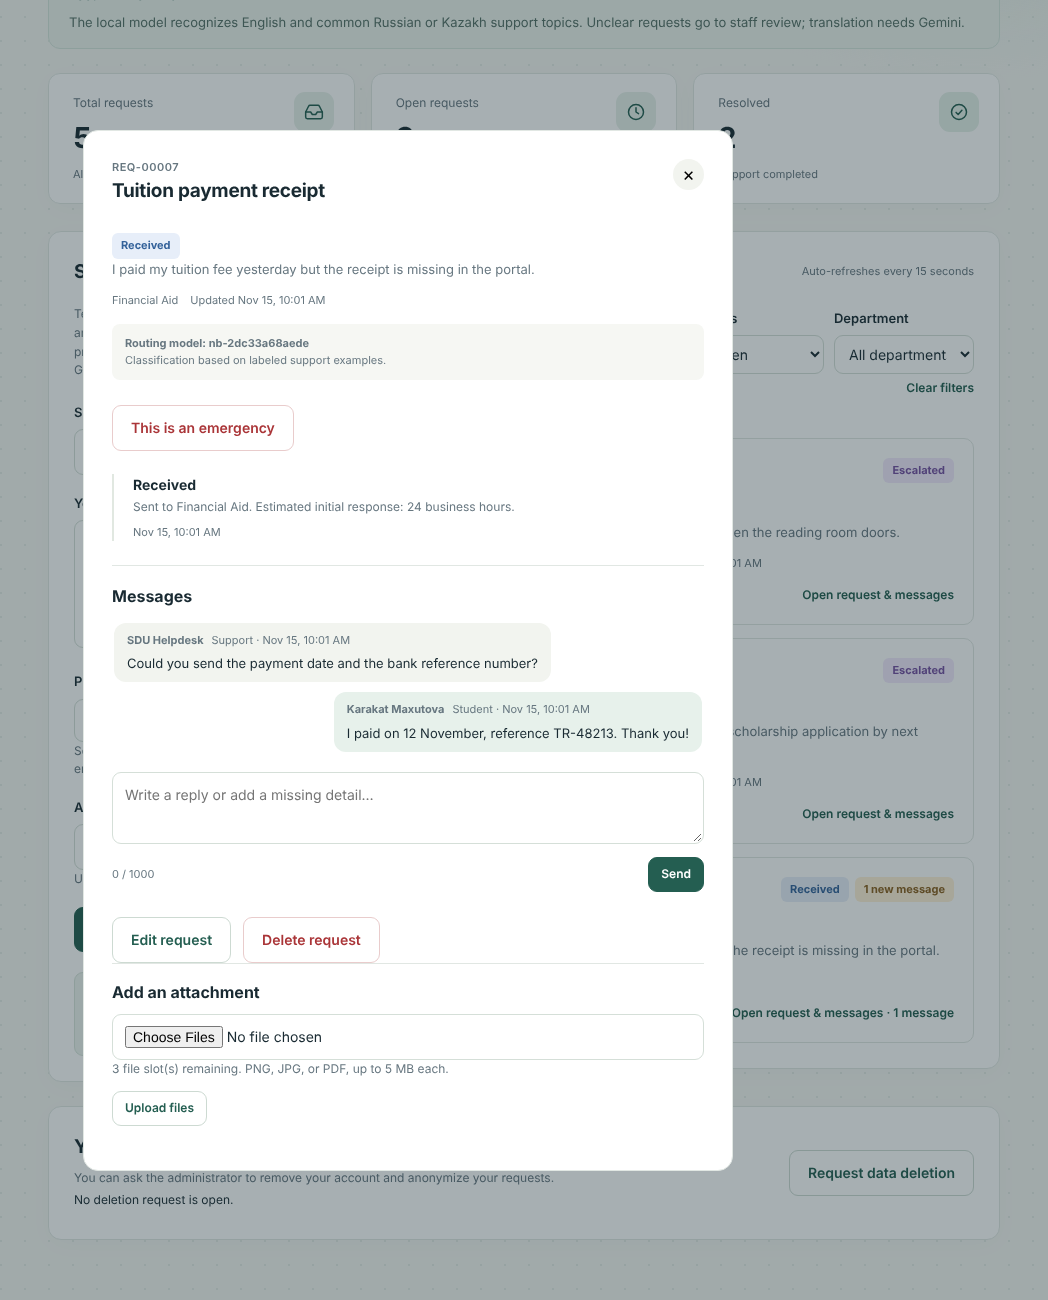 The local model recognizes English and common Russian or Kazakh support topics. Unclear requests go to staff review; translation needs Gemini.
Total requests
Open requests
Resolved
5
2
support completed
REQ-00007
Tuition payment receipt
×
Received
I paid my tuition fee yesterday but the receipt is missing in the portal.
Financial Aid Updated Nov 15, 10:01 AM
Routing model: nb-2dc33a68aede
Classification based on labeled support examples.
This is an emergency
Received
Sent to Financial Aid. Estimated initial response: 24 business hours.
Nov 15, 10:01 AM
Messages
SDU Helpdesk Support · Nov 15, 10:01 AM
Could you send the payment date and the bank reference number?
Karakat Maxutova Student · Nov 15, 10:01 AM
I paid on 12 November, reference TR-48213. Thank you!
Write a reply or add a missing detail...
0 / 1000
Send
Edit request
Delete request
Add an attachment
Choose Files No file chosen
3 file slot(s) remaining. PNG, JPG, or PDF, up to 5 MB each.
Upload files
Auto-refreshes every 15 seconds
Department
All department
Clear filters
Escalated
the reading room doors.
AM
Open request & messages
Escalated
scholarship application by next
AM
Open request & messages
Received
1 new message
the receipt is missing in the portal.
Open request & messages · 1 message
You can ask the administrator to remove your account and anonymize your requests.
No deletion request is open.
Request data deletion